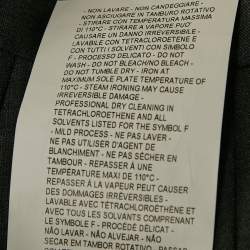 - NON LAVARE - NON CANDEGGIARE -
NON ASCIUGARE IN TAMBURO ROTATIVO
- STIRARE CON TEMPERATURA MASSIMA
DI 110°C - STIRARE A VAPORE PUO'
CAUSARE UN DANNO IRREVERSIBILE -
LAVABILE CON TETRACLOROETENE E
CON TUTTI I SOLVENTI CON SIMBOLO
F - PROCESSO DELICATO - DO NOT
WASH - DO NOT BLEACH/NO BLEACH -
DO NOT TUMBLE DRY - IRON AT
MAXIMUM SOLE PLATE TEMPERATURE OF
110°C - STEAM IRONING MAY CAUSE
IRREVERSIBLE DAMAGE -
PROFESSIONAL DRY CLEANING IN
TETRACHLOROETHENE AND ALL
SOLVENTS LISTED FOR THE SYMBOL F
- MILD PROCESS - NE PAS LAVER -
NE PAS UTILISER D'AGENT DE
BLANCHIMENT - NE PAS SÉCHER EN
TAMBOUR - REPASSER À UNE
TEMPÉRATURE MAXI DE 110°C -
REPASSER À LA VAPEUR PEUT CAUSER
DES DOMMAGES IRRÉVERSIBLES -
LAVABLE AVEC TÉTRACHLOROÉTHÈNE ET
AVEC TOUS LES SOLVANTS COMPRENANT
LE SYMBOLE F - PROCÉDÉ DÉLICAT -
NÃO LAVAR - NÃO ALVEJAR - NÃO
SECAR EM TAMBOR ROTATIVO - PASSAR